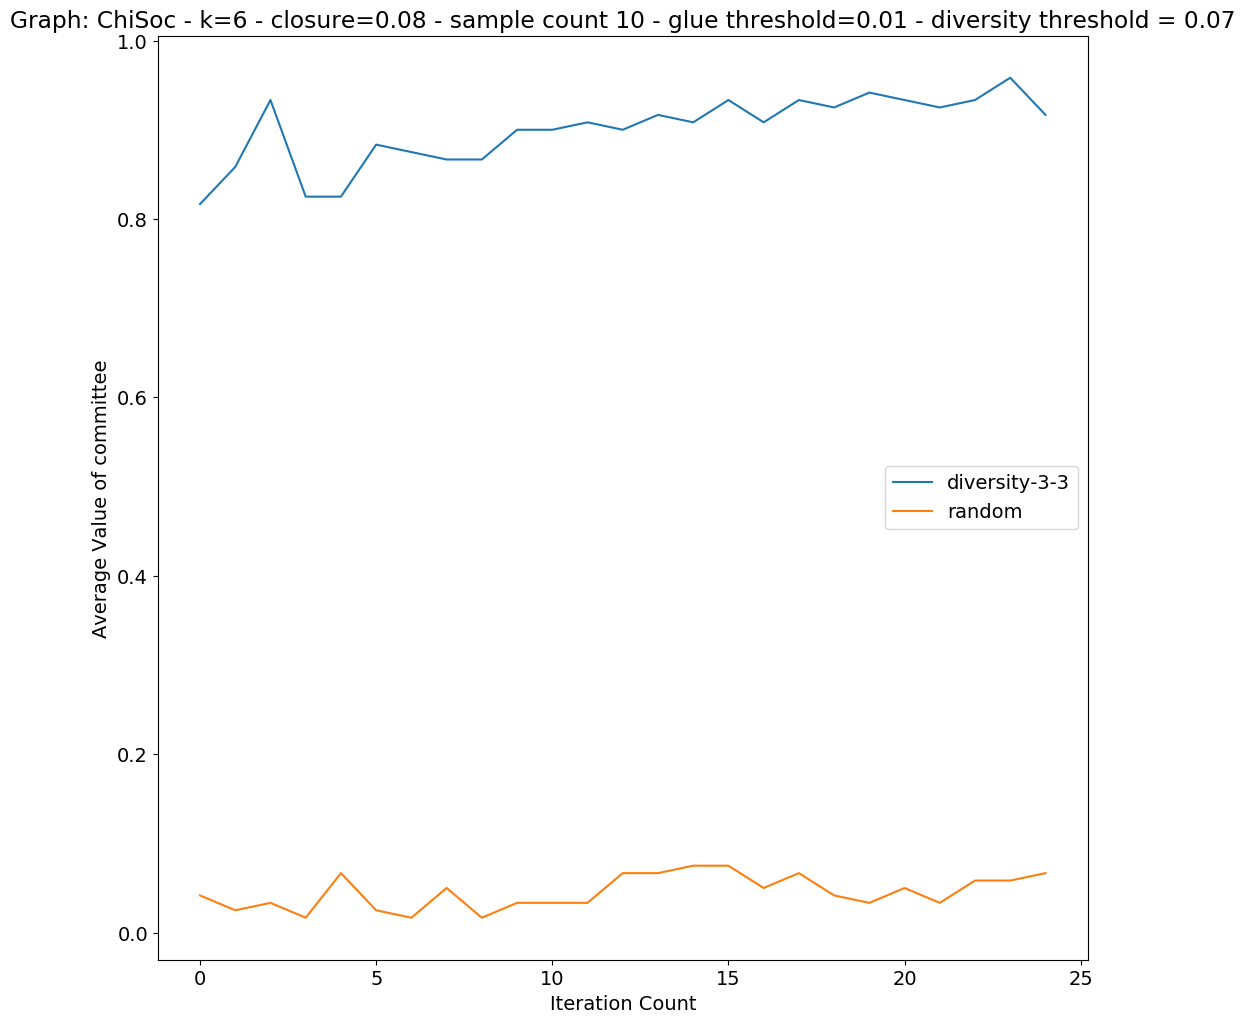 Graph: ChiSoc - k=6 - closure=0.08 - sample count 10 - glue threshold=0.01 - diversity threshold = 0.07
1.0
0.8
0.6
0.4
0.2
0.0
Average Value of committee
diversity-3-3
random
0 5 10 15 20 25
Iteration Count